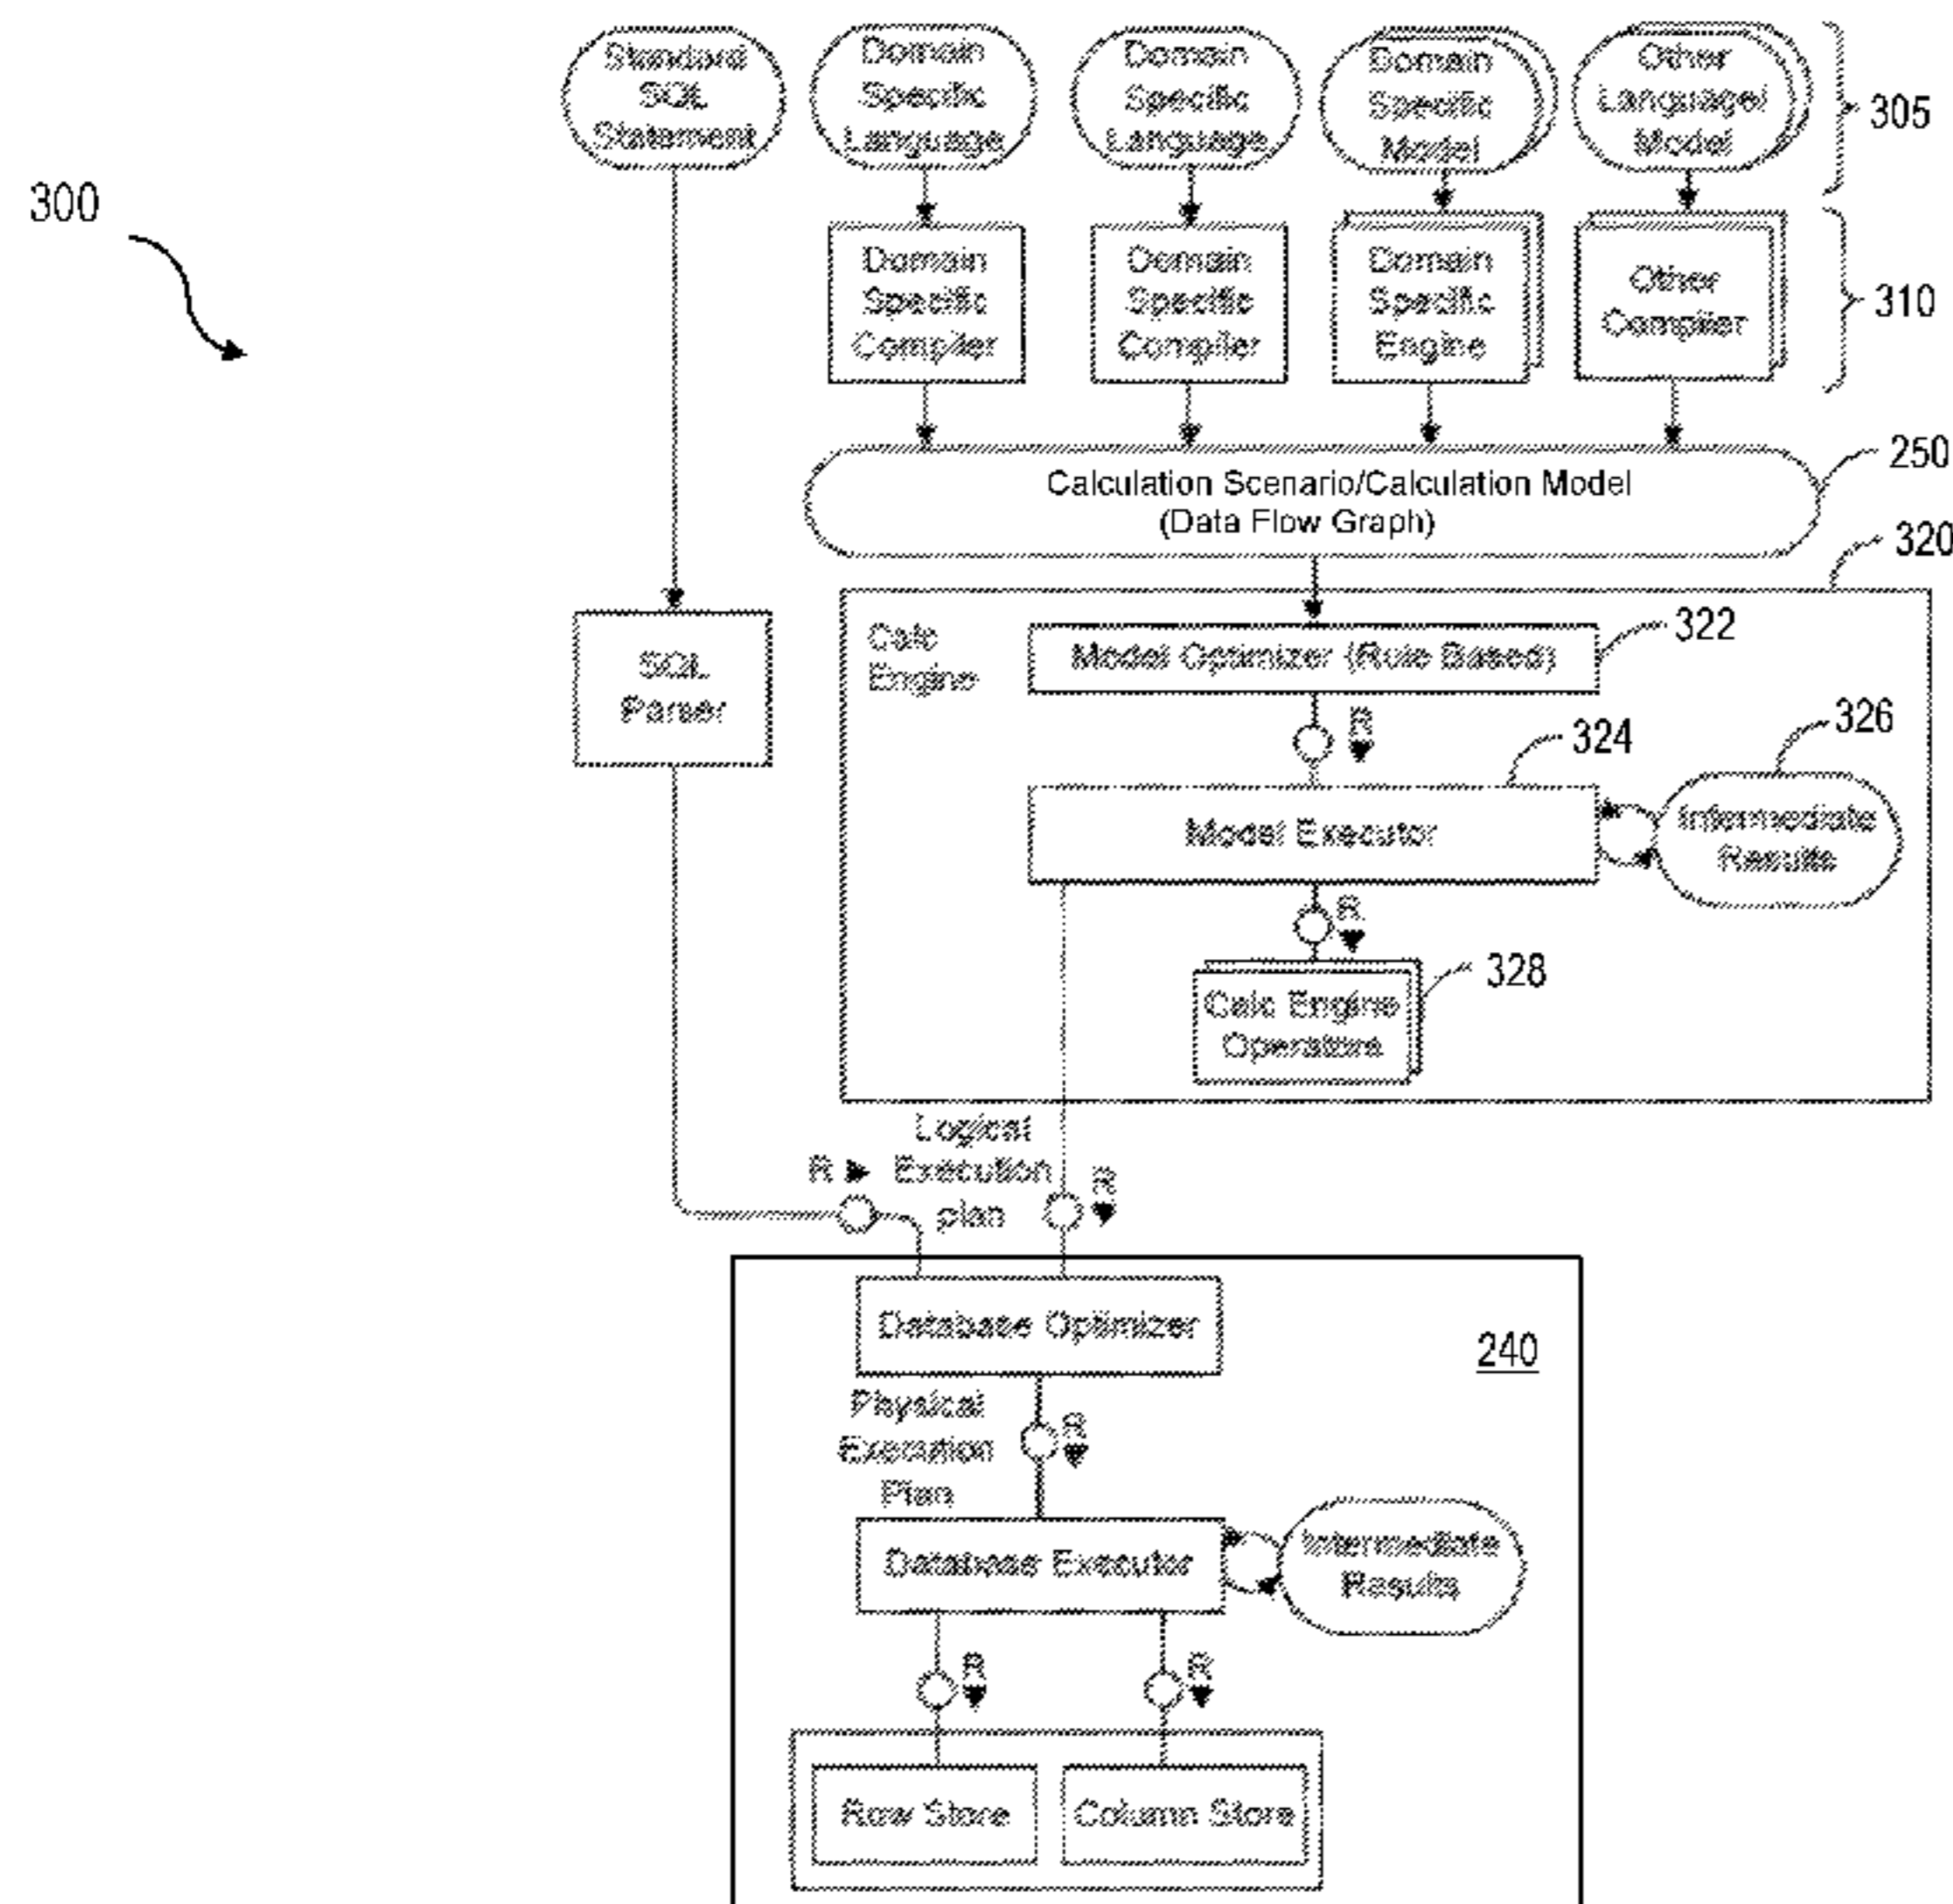 Standard
SQL
Statement
Domain
Specific
Language
Domain
Specific
Language
Domain
Specific
Model
Other
Language/
Model
305
300
Domain
Specific
Compiler
Domain
Specific
Compiler
Domain
Specific
Engine
Other
Compiler
310
250
Calculation Scenario/Calculation Model
(Data Flow Graph)
320
SQL
Parser
Calc
Engine
Model Optimizer (Rule Based)
322
R
324
326
Model Executor
Intermediate
Results
R
328
Calc Engine
Operators
Logical
Execution
plan
R
R
Database Optimizer
240
Physical
Execution
Plan
R
Database Executor
Intermediate
Results
R
R
Row Store
Column Store